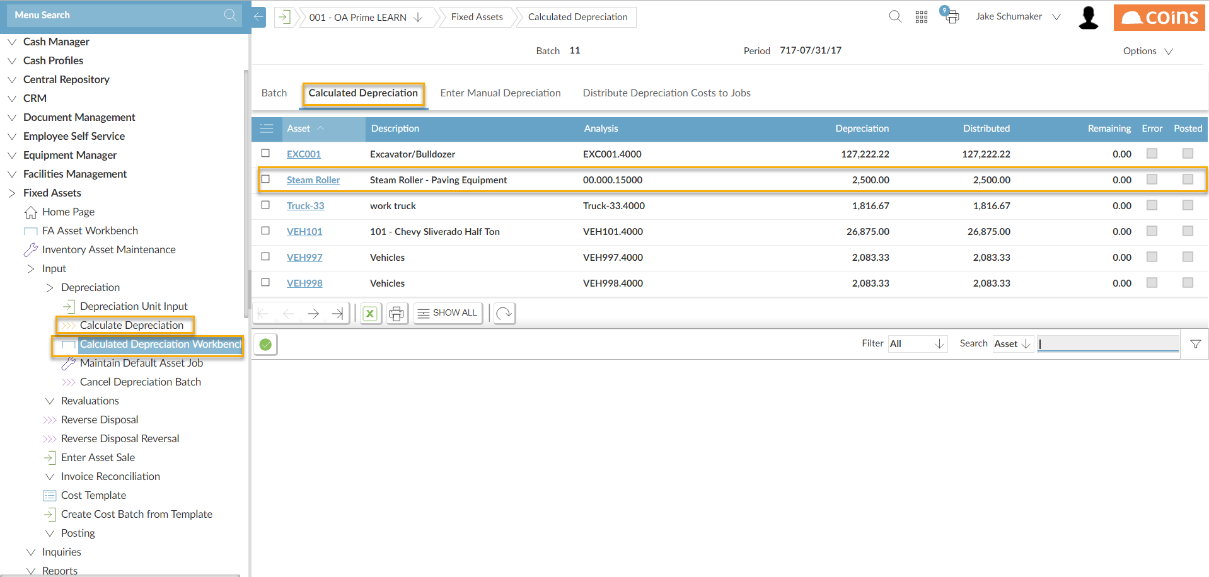 Menu Search
001 - OA Prime LEARN
Fixed Assets
Calculated Depreciation
9
Jake Schumaker
coins
Batch 11
Period 717-07/31/17
Options
Cash Manager
Cash Profiles
Central Repository
CRM
Document Management
Employee Self Service
Equipment Manager
Facilities Management
Fixed Assets
Home Page
FA Asset Workbench
Inventory Asset Maintenance
Input
Depreciation
Depreciation Unit Input
Calculate Depreciation
Calculated Depreciation Workbench
Maintain Default Asset Job
Cancel Depreciation Batch
Revaluations
Reverse Disposal
Reverse Disposal Reversal
Enter Asset Sale
Invoice Reconciliation
Cost Template
Create Cost Batch from Template
Posting
Inquiries
Reports
Batch Calculated Depreciation Enter Manual Depreciation Distribute Depreciation Costs to Jobs
Asset Description Analysis Depreciation Distributed Remaining Error Posted
EXC001 Excavator/Bulldozer EXC001.4000 127,222.22 127,222.22 0.00
Steam Roller Steam Roller - Paving Equipment 00.000.15000 2,500.00 2,500.00 0.00
Truck-33 work truck Truck-33.4000 1,816.67 1,816.67 0.00
VEH101 101 - Chevy Sliverado Half Ton VEH101.4000 26,875.00 26,875.00 0.00
VEH997 Vehicles VEH997.4000 2,083.33 2,083.33 0.00
VEH998 Vehicles VEH998.4000 2,083.33 2,083.33 0.00
SHOW ALL
Filter All Search Asset